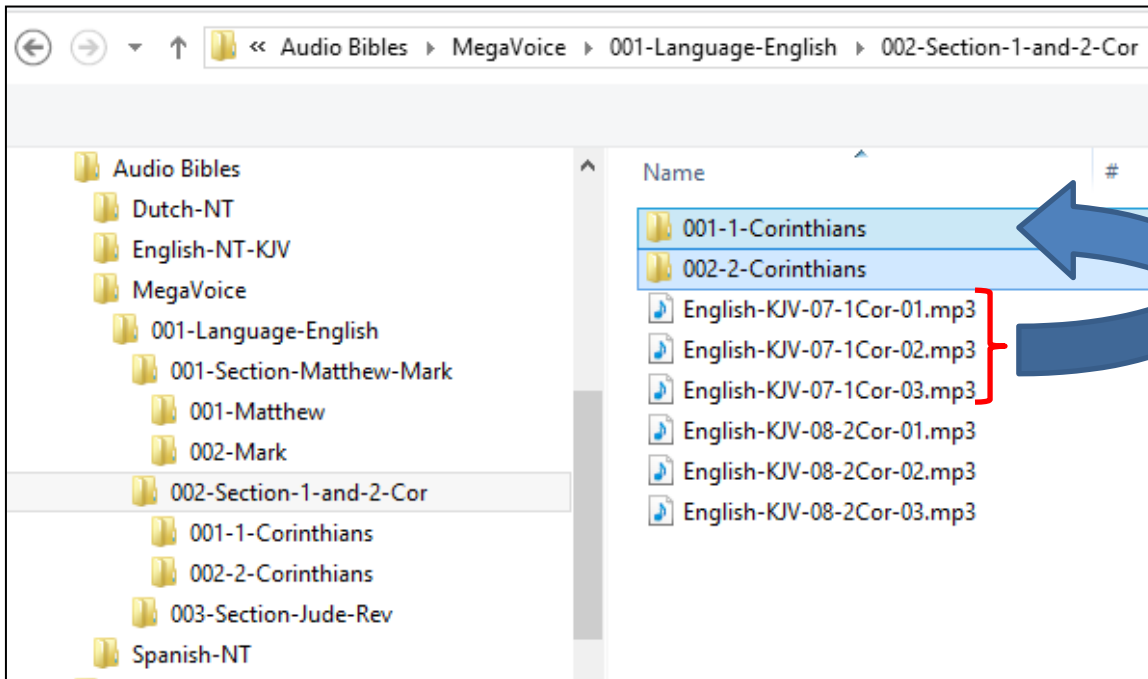 « Audio Bibles ▸ MegaVoice ▸ 001-Language-English ▸ 002-Section-1-and-2-Cor
Audio Bibles
Dutch-NT
English-NT-KJV
MegaVoice
001-Language-English
001-Section-Matthew-Mark
001-Matthew
002-Mark
002-Section-1-and-2-Cor
001-1-Corinthians
002-2-Corinthians
003-Section-Jude-Rev
Spanish-NT
Name #
001-1-Corinthians
002-2-Corinthians
English-KJV-07-1Cor-01.mp3
English-KJV-07-1Cor-02.mp3
English-KJV-07-1Cor-03.mp3
English-KJV-08-2Cor-01.mp3
English-KJV-08-2Cor-02.mp3
English-KJV-08-2Cor-03.mp3